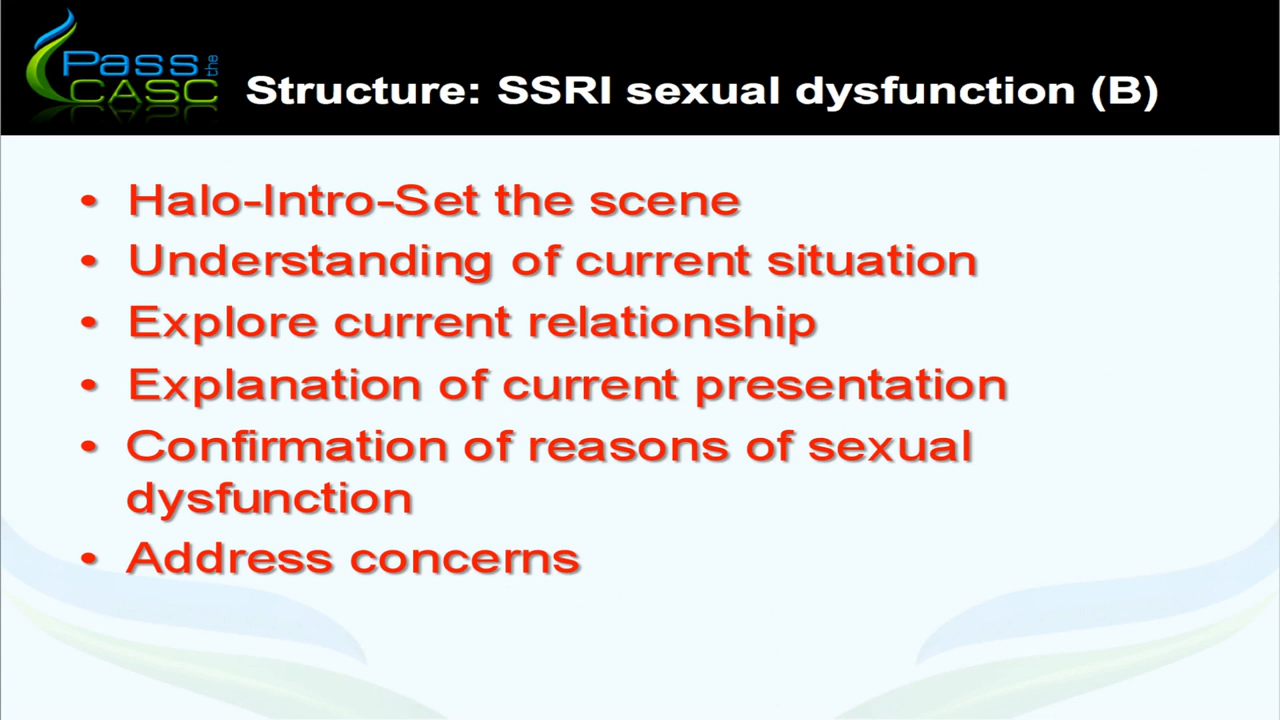 Pass the
CASC
Structure: SSRI sexual dysfunction (B)
• Halo-Intro-Set the scene
• Understanding of current situation
• Explore current relationship
• Explanation of current presentation
• Confirmation of reasons of sexual
dysfunction
• Address concerns